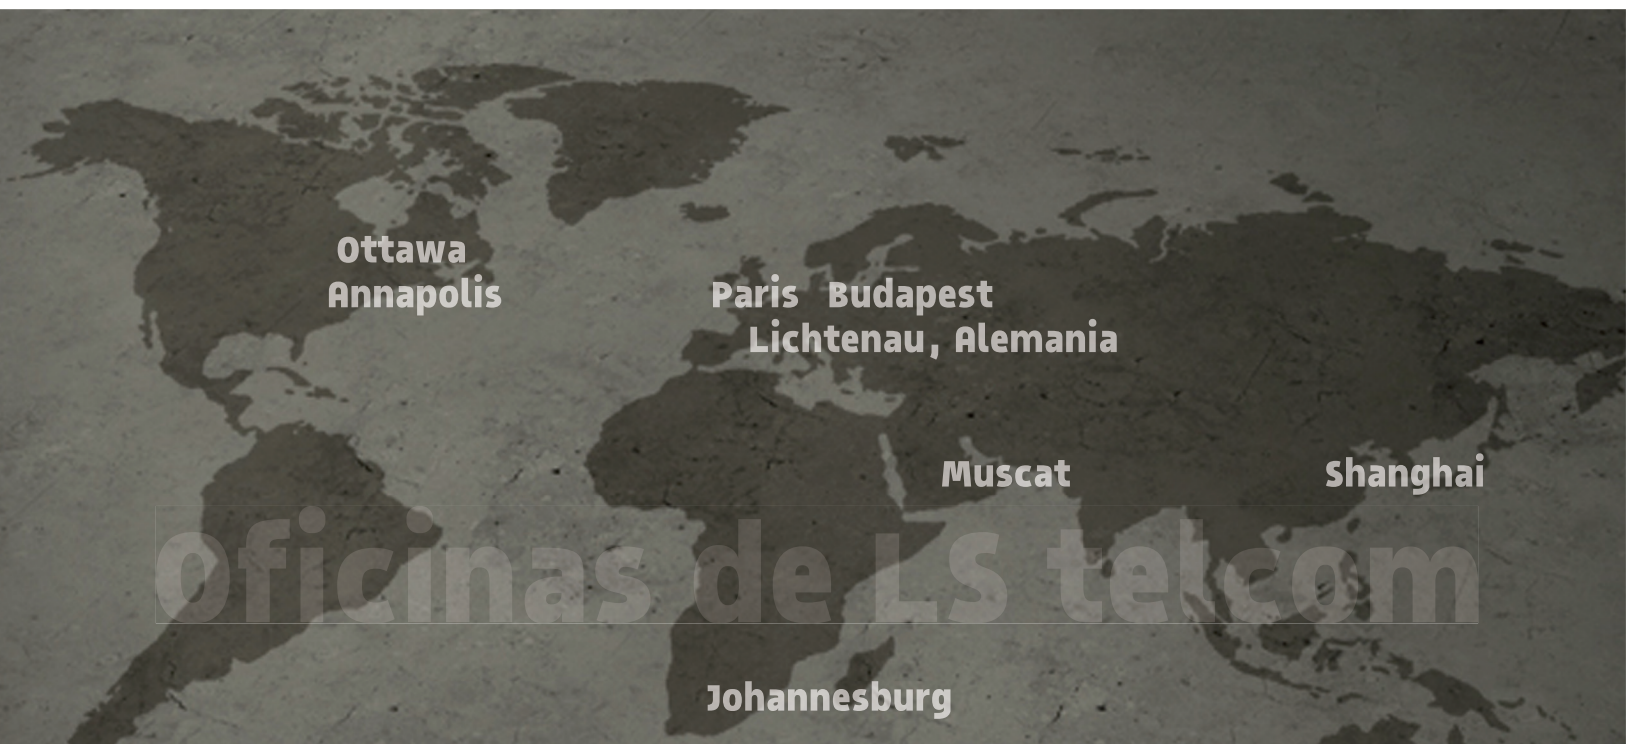 Ottawa
Annapolis
Paris Budapest
Lichtenau, Alemania
Muscat
Shanghai
Oficinas de LS telcom
Johannesburg